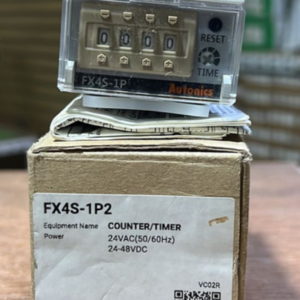 0 0 0 0
RESET
TIME
FX4S-1P
Autonics
FX4S-1P2
Equipment Name COUNTER/TIMER
Power 24VAC(50/60Hz)
24-48VDC
VC02R